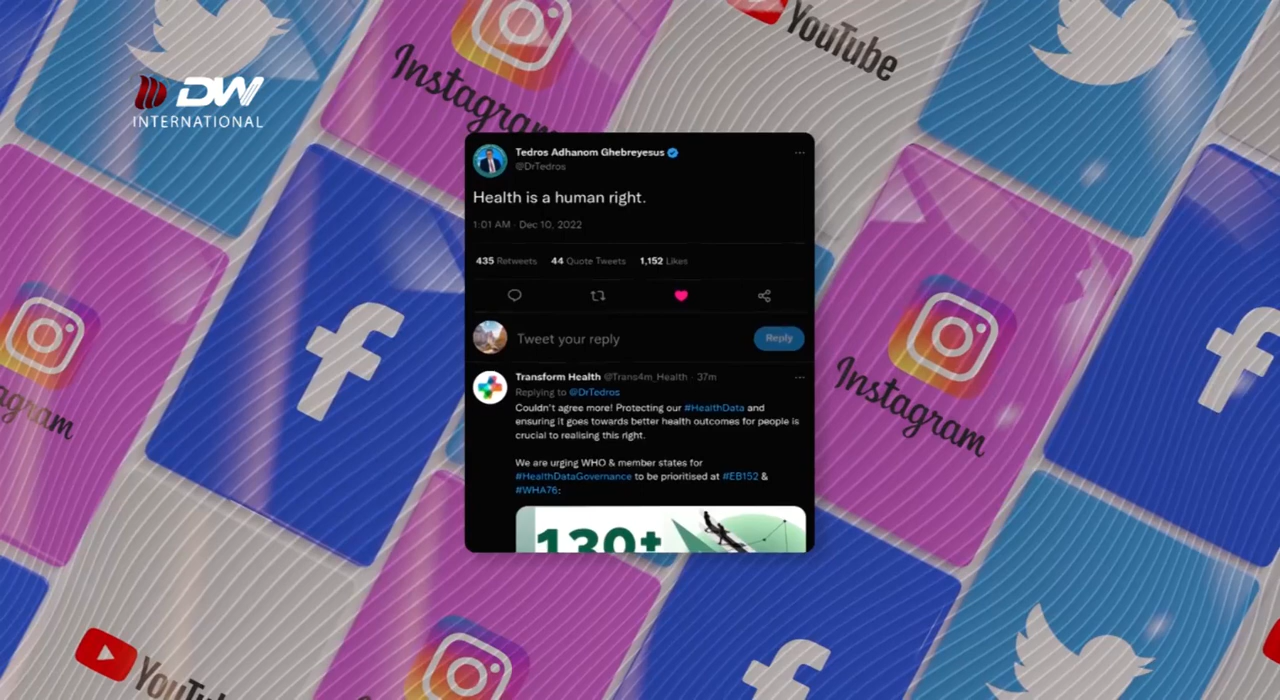 YouTube
Instagram
DW
INTERNATIONAL
Tedros Adhanom Ghebreyesus
@DrTedros
Health is a human right.
1:01 AM · Dec 10, 2022
435 Retweets 44 Quote Tweets 1,152 Likes
Tweet your reply
Reply
Transform Health @Trans4m_Health · 37m
Replying to @DrTedros
Couldn't agree more! Protecting our #HealthData and
ensuring it goes towards better health outcomes for people is
crucial to realising this right.
We are urging WHO & member states for
#HealthDataGovernance to be prioritised at #EB152 &
#WHA76:
130+
Instagram
agram
YouTu